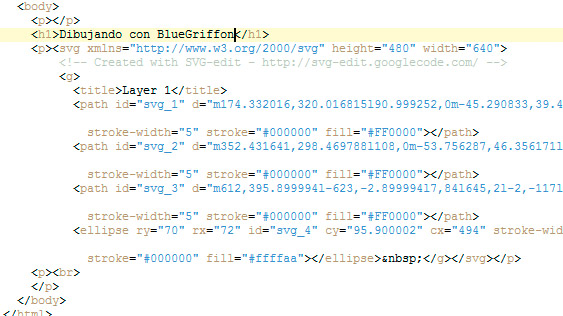 <body>
<p></p>
<h1>Dibujando con BlueGriffon</h1>
<p><svg xmlns="http://www.w3.org/2000/svg" height="480" width="640">
<!-- Created with SVG-edit - http://svg-edit.googlecode.com/ -->
<g>
<title>Layer 1</title>
<path id="svg_1" d="m174.332016,320.016815190.999252,0m-45.290833,39.4
stroke-width="5" stroke="#000000" fill="#FF0000"></path>
<path id="svg_2" d="m352.431641,298.4697881108,0m-53.756287,46.3561711
stroke-width="5" stroke="#000000" fill="#FF0000"></path>
<path id="svg_3" d="m612,395.8999941-623,-2.89999417,841645,21-2,-1171
stroke-width="5" stroke="#000000" fill="#FF0000"></path>
<ellipse ry="70" rx="72" id="svg_4" cy="95.900002" cx="494" stroke-wid
stroke="#000000" fill="#ffffaa"></ellipse>&nbsp;</g></svg></p>
<p><br>
</p>
</body>
</html>